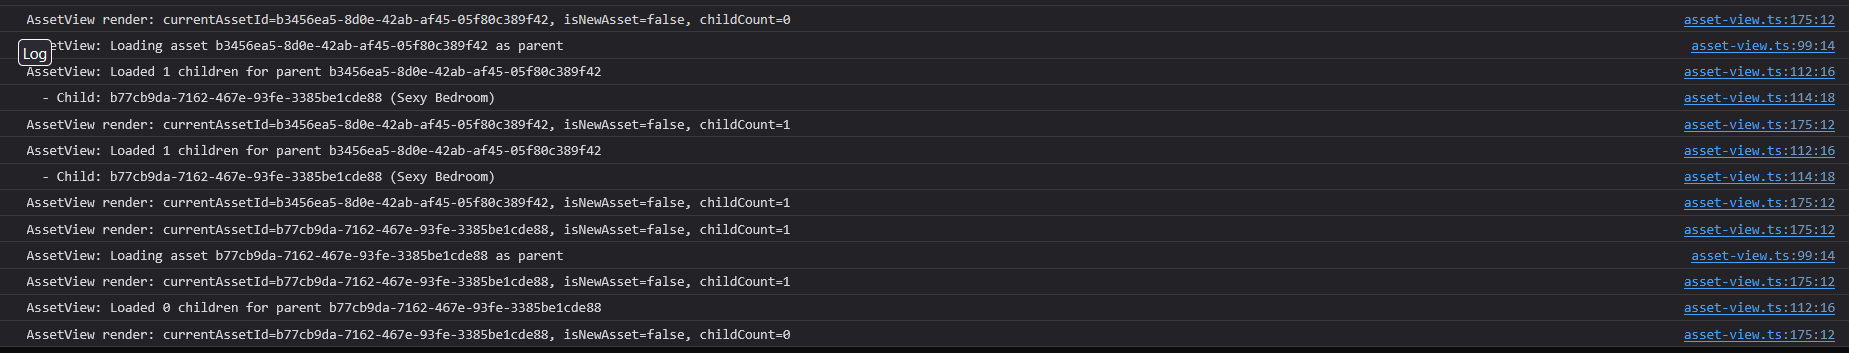 AssetView render: currentAssetId=b3456ea5-8d0e-42ab-af45-05f80c389f42, isNewAsset=false, childCount=0 asset-view.ts:175:12
Log etView: Loading asset b3456ea5-8d0e-42ab-af45-05f80c389f42 as parent asset-view.ts:99:14
AssetView: Loaded 1 children for parent b3456ea5-8d0e-42ab-af45-05f80c389f42 asset-view.ts:112:16
- Child: b77cb9da-7162-467e-93fe-3385be1cde88 (Sexy Bedroom) asset-view.ts:114:18
AssetView render: currentAssetId=b3456ea5-8d0e-42ab-af45-05f80c389f42, isNewAsset=false, childCount=1 asset-view.ts:175:12
AssetView: Loaded 1 children for parent b3456ea5-8d0e-42ab-af45-05f80c389f42 asset-view.ts:112:16
- Child: b77cb9da-7162-467e-93fe-3385be1cde88 (Sexy Bedroom) asset-view.ts:114:18
AssetView render: currentAssetId=b3456ea5-8d0e-42ab-af45-05f80c389f42, isNewAsset=false, childCount=1 asset-view.ts:175:12
AssetView render: currentAssetId=b77cb9da-7162-467e-93fe-3385be1cde88, isNewAsset=false, childCount=1 asset-view.ts:175:12
AssetView: Loading asset b77cb9da-7162-467e-93fe-3385be1cde88 as parent asset-view.ts:99:14
AssetView render: currentAssetId=b77cb9da-7162-467e-93fe-3385be1cde88, isNewAsset=false, childCount=1 asset-view.ts:175:12
AssetView: Loaded 0 children for parent b77cb9da-7162-467e-93fe-3385be1cde88 asset-view.ts:112:16
AssetView render: currentAssetId=b77cb9da-7162-467e-93fe-3385be1cde88, isNewAsset=false, childCount=0 asset-view.ts:175:12